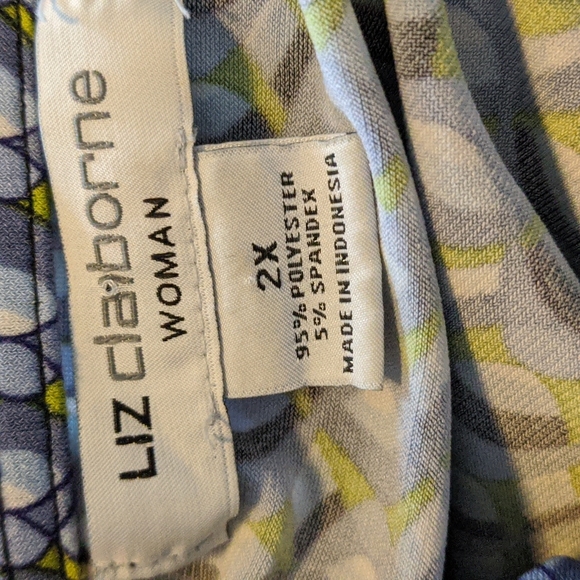 LIZ claiborne
WOMAN
2X
95% POLYESTER
5% SPANDEX
MADE IN INDONESIA